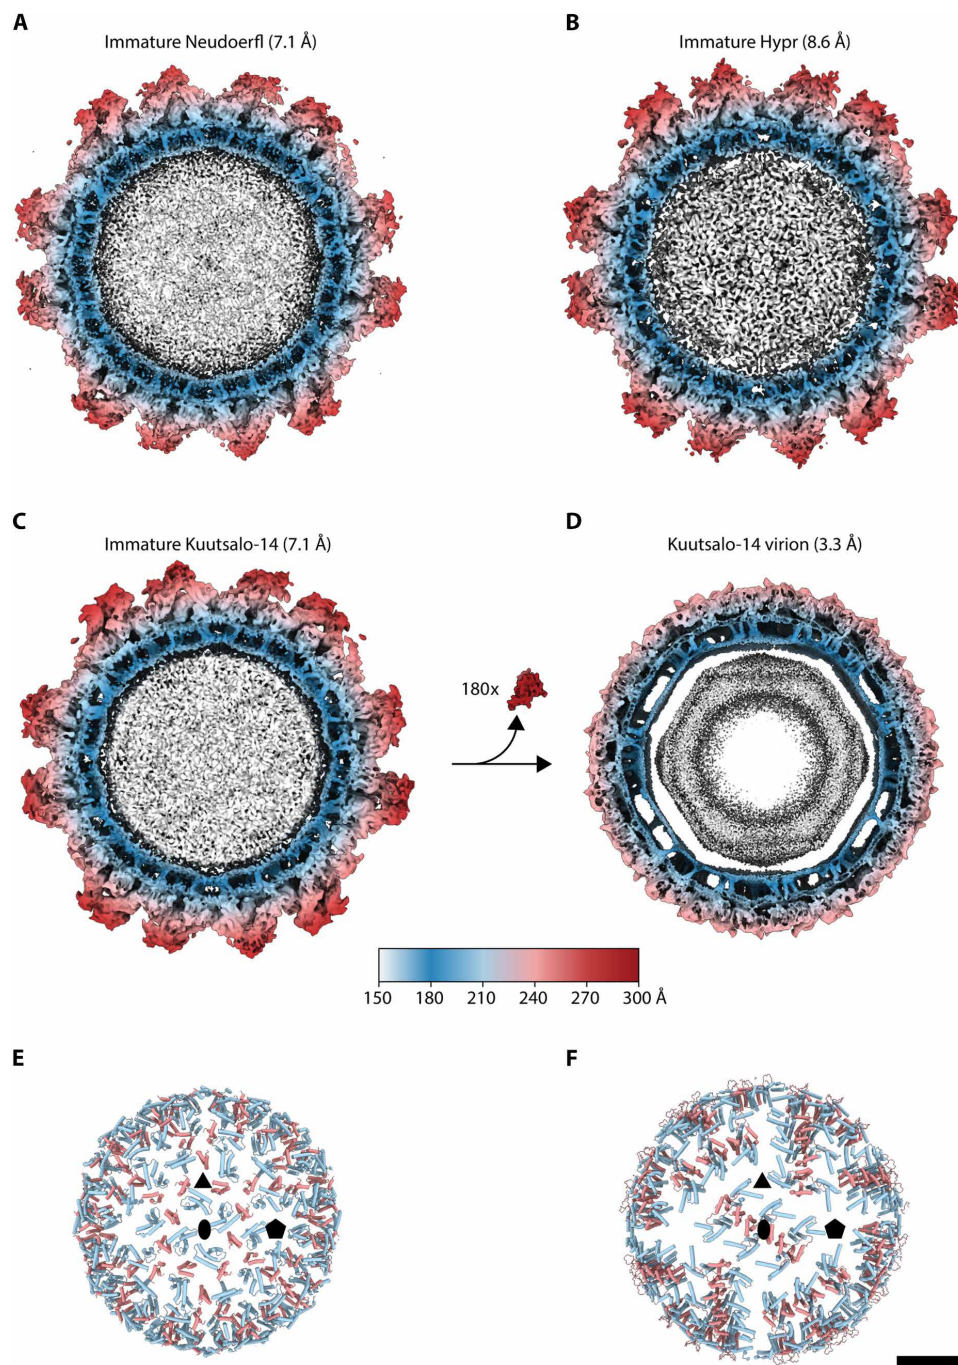 A
Immature Neudoerfl (7.1 Å)
B
Immature Hypr (8.6 Å)
C
Immature Kuutsalo-14 (7.1 Å)
D
Kuutsalo-14 virion (3.3 Å)
180x
150 180 210 240 270 300 Å
E
F